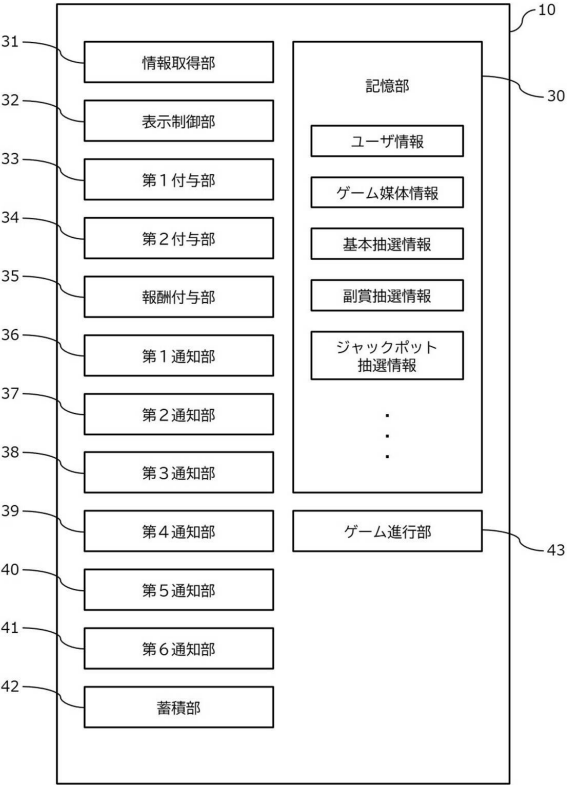 10
31
情報取得部
32
表示制御部
33
第１付与部
34
第２付与部
35
報酬付与部
36
第１通知部
37
第２通知部
38
第３通知部
39
第４通知部
40
第５通知部
41
第６通知部
42
蓄積部
30
記憶部
ユーザ情報
ゲーム媒体情報
基本抽選情報
副賞抽選情報
ジャックポット
抽選情報
ゲーム進行部
43